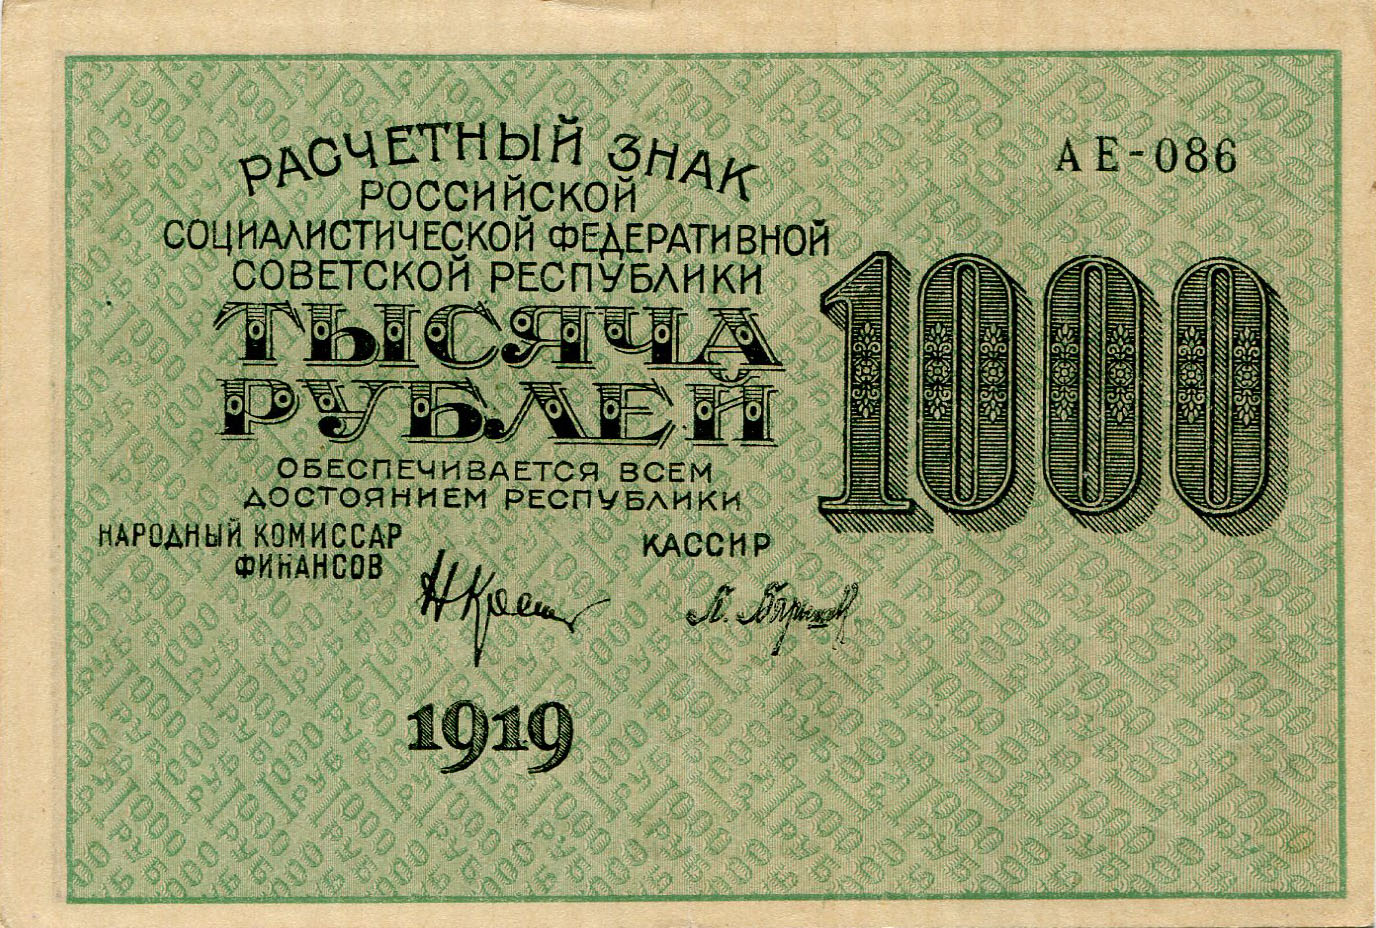 РАСЧЕТНЫЙ ЗНАК
РОССИЙСКОЙ
СОЦИАЛИСТИЧЕСКОЙ ФЕДЕРАТИВНОЙ
СОВЕТСКОЙ РЕСПУБЛИКИ
ТЫСЯЧА
РУБЛЕЙ
ОБЕСПЕЧИВАЕТСЯ ВСЕМ
ДОСТОЯНИЕМ РЕСПУБЛИКИ
НАРОДНЫЙ КОМИССАР
ФИНАНСОВ
КАССИР
1919
АЕ-086
1000